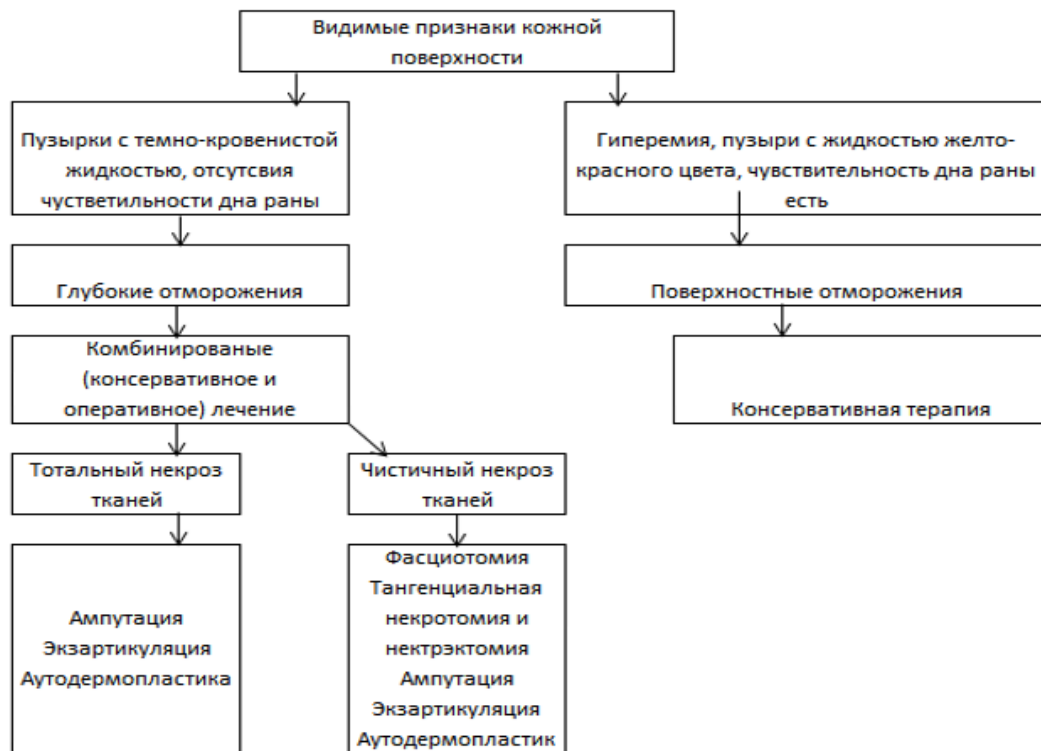 Видимые признаки кожной
поверхности
Пузырки с темно-кровенистой
жидкостью, отсутсвия
чустветильности дна раны
Гиперемия, пузыри с жидкостью желто-
красного цвета, чувствительность дна раны
есть
Глубокие отморожения
Поверхностные отморожения
Комбинированые
(консервативное и
оперативное) лечение
Консервативная терапия
Тотальный некроз
тканей
Чистичный некроз
тканей
Ампутация
Экзартикуляция
Аутодермопластика
Фасциотомия
Тангенциальная
некротомия и
нектрэктомия
Ампутация
Экзартикуляция
Аутодермопластик